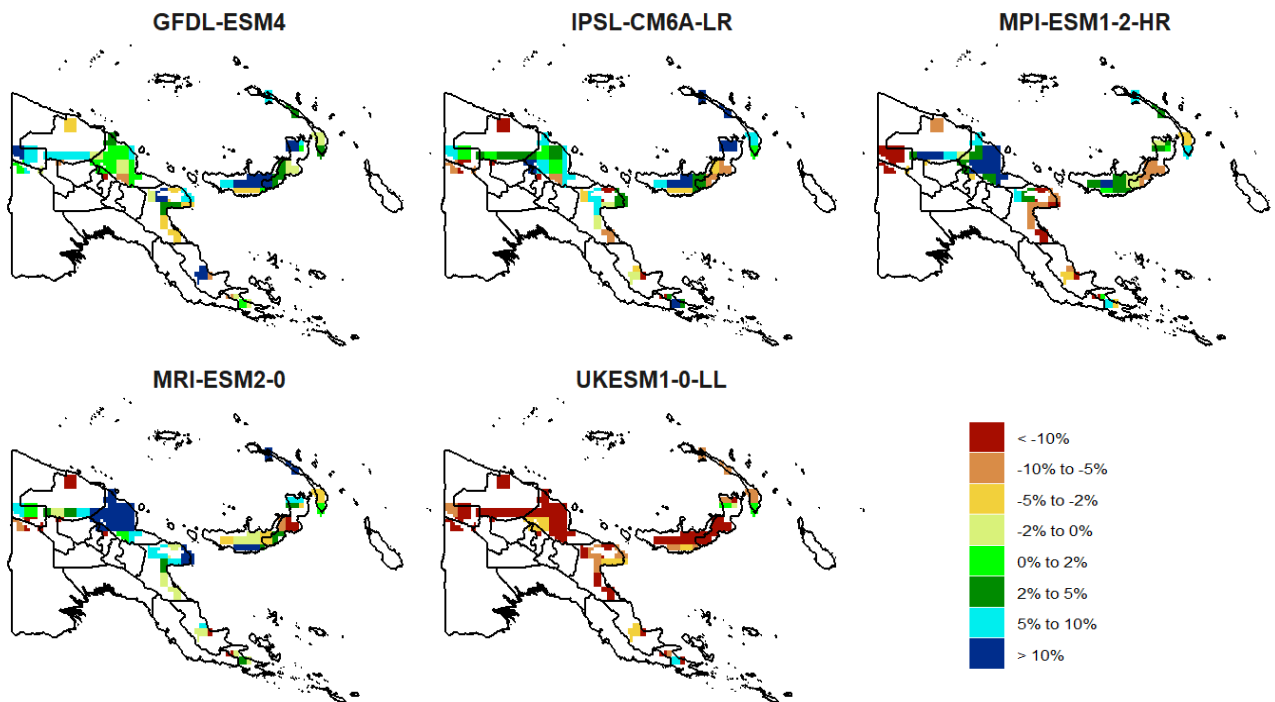 GFDL-ESM4
IPSL-CM6A-LR
MPI-ESM1-2-HR
MRI-ESM2-0
UKESM1-0-LL
< -10%
-10% to -5%
-5% to -2%
-2% to 0%
0% to 2%
2% to 5%
5% to 10%
> 10%